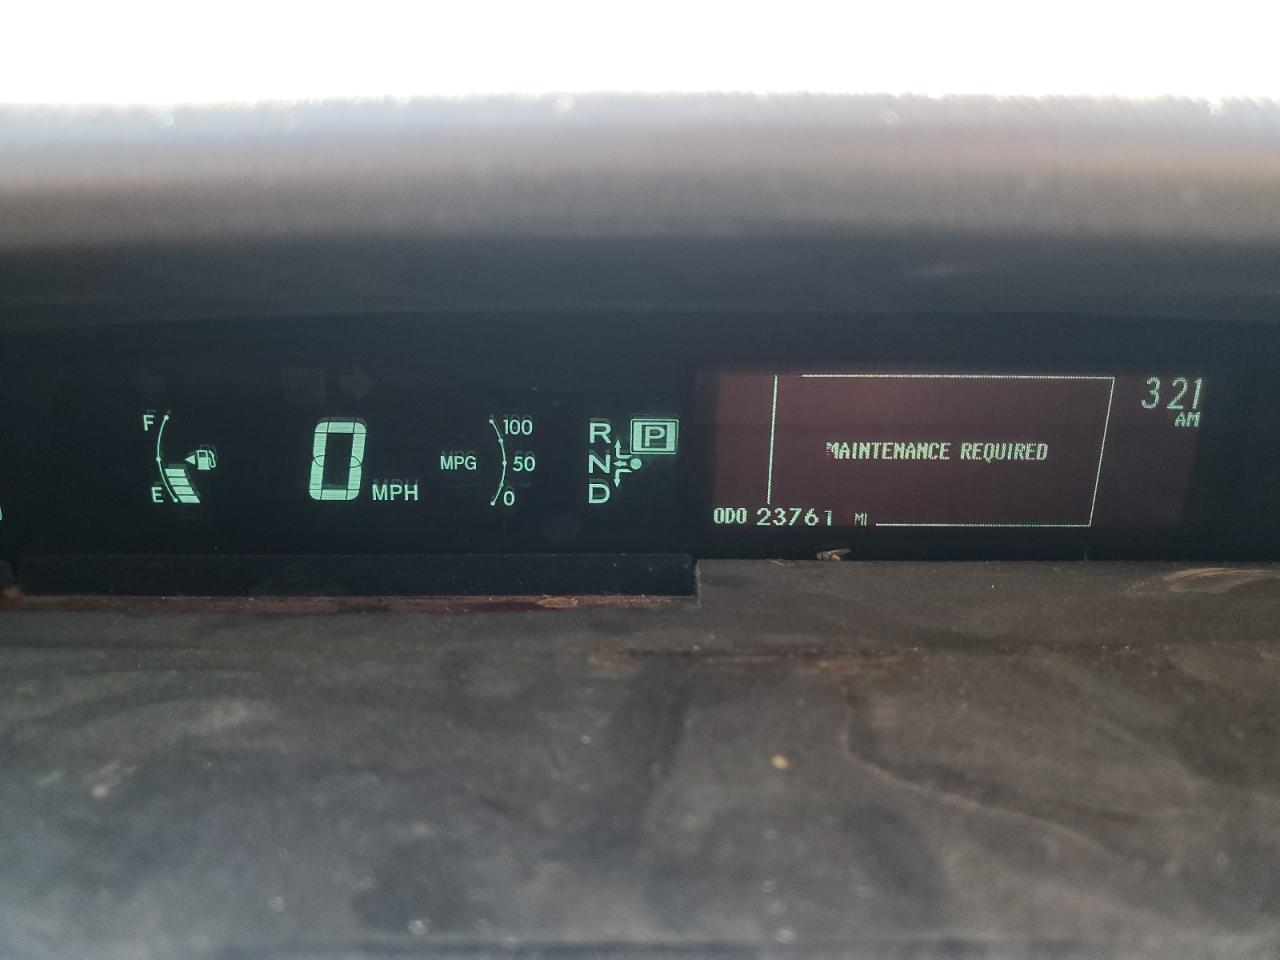 F
E
0 MPH
MPG
100
50
0
R
N
D
P
3 21
AM
MAINTENANCE REQUIRED
ODO 23761 MI